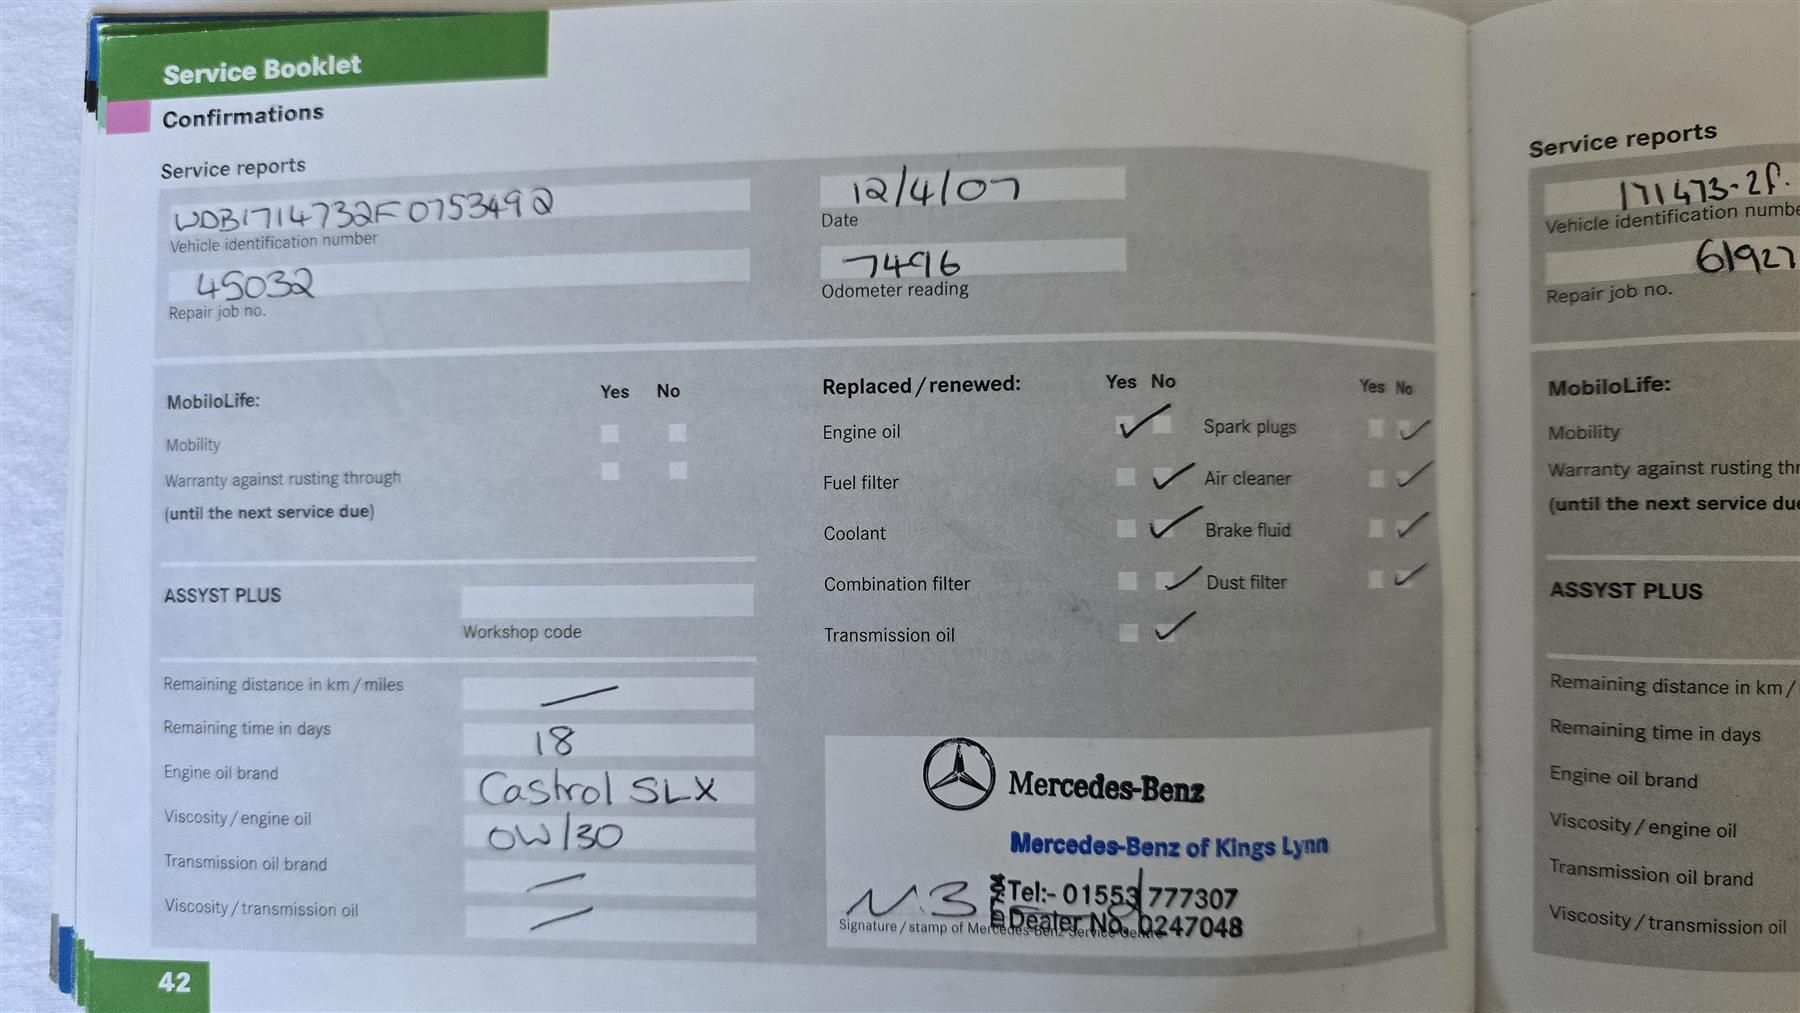 Service Booklet
Confirmations
Service reports
WDB1714732F0753492
Vehicle identification number
45032
Repair job no.
12/4/07
Date
7496
Odometer reading
MobiloLife:
Yes No
Mobility
Warranty against rusting through
(until the next service due)
ASSYST PLUS
Workshop code
Remaining distance in km / miles
—
Remaining time in days
18
Engine oil brand
Castrol SLX
Viscosity / engine oil
0W/30
Transmission oil brand
—
Viscosity / transmission oil
—
Replaced / renewed:
Yes No
Yes No
Engine oil
Spark plugs
Fuel filter
Air cleaner
Coolant
Brake fluid
Combination filter
Dust filter
Transmission oil
Mercedes-Benz
Mercedes-Benz of Kings Lynn
Tel:- 01553 777307
Dealer No. 0247048
Signature / stamp of Mercedes-Benz Service Centre
42
Service reports
171473-2f.
Vehicle identification numbe
61927
Repair job no.
MobiloLife:
Mobility
Warranty against rusting thr
(until the next service due
ASSYST PLUS
Remaining distance in km /
Remaining time in days
Engine oil brand
Viscosity / engine oil
Transmission oil brand
Viscosity / transmission oil